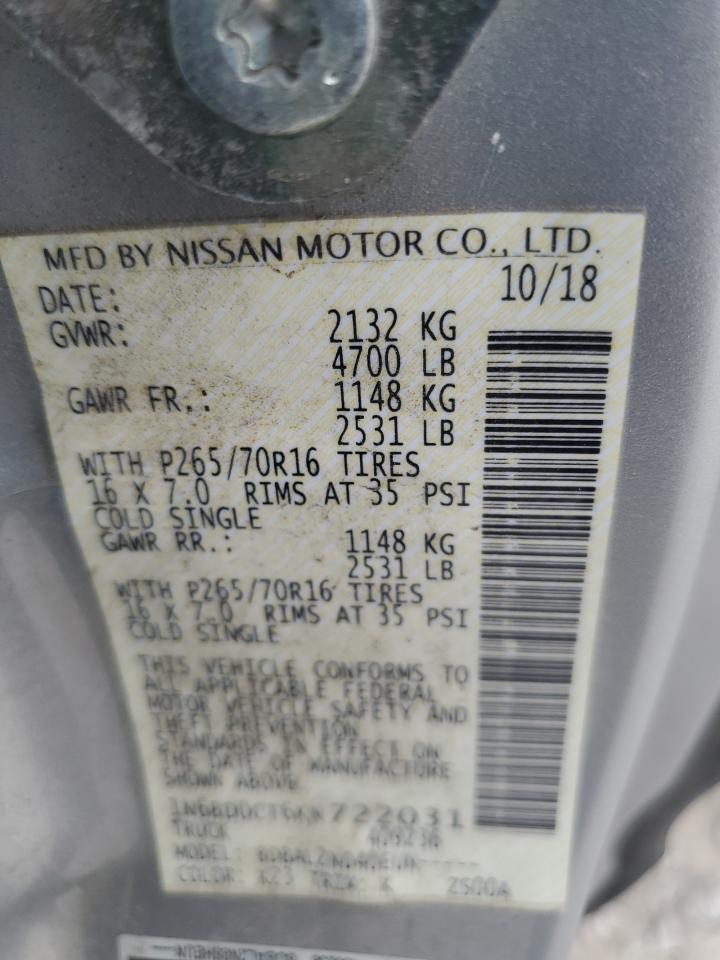 MFD BY NISSAN MOTOR CO., LTD.
DATE: 10/18
GVWR: 2132 KG
4700 LB
GAWR FR.: 1148 KG
2531 LB
WITH P265/70R16 TIRES
16 X 7.0 RIMS AT 35 PSI
COLD SINGLE
GAWR RR.: 1148 KG
2531 LB
WITH P265/70R16 TIRES
16 X 7.0 RIMS AT 35 PSI
COLD SINGLE
THIS VEHICLE CONFORMS TO
ALL APPLICABLE FEDERAL
MOTOR VEHICLE SAFETY AND
THEFT PREVENTION
STANDARDS IN EFFECT ON
THE DATE OF MANUFACTURE
SHOWN ABOVE
TRUCK
MODEL:
COLOR: K23 TRIM: K ZS00A